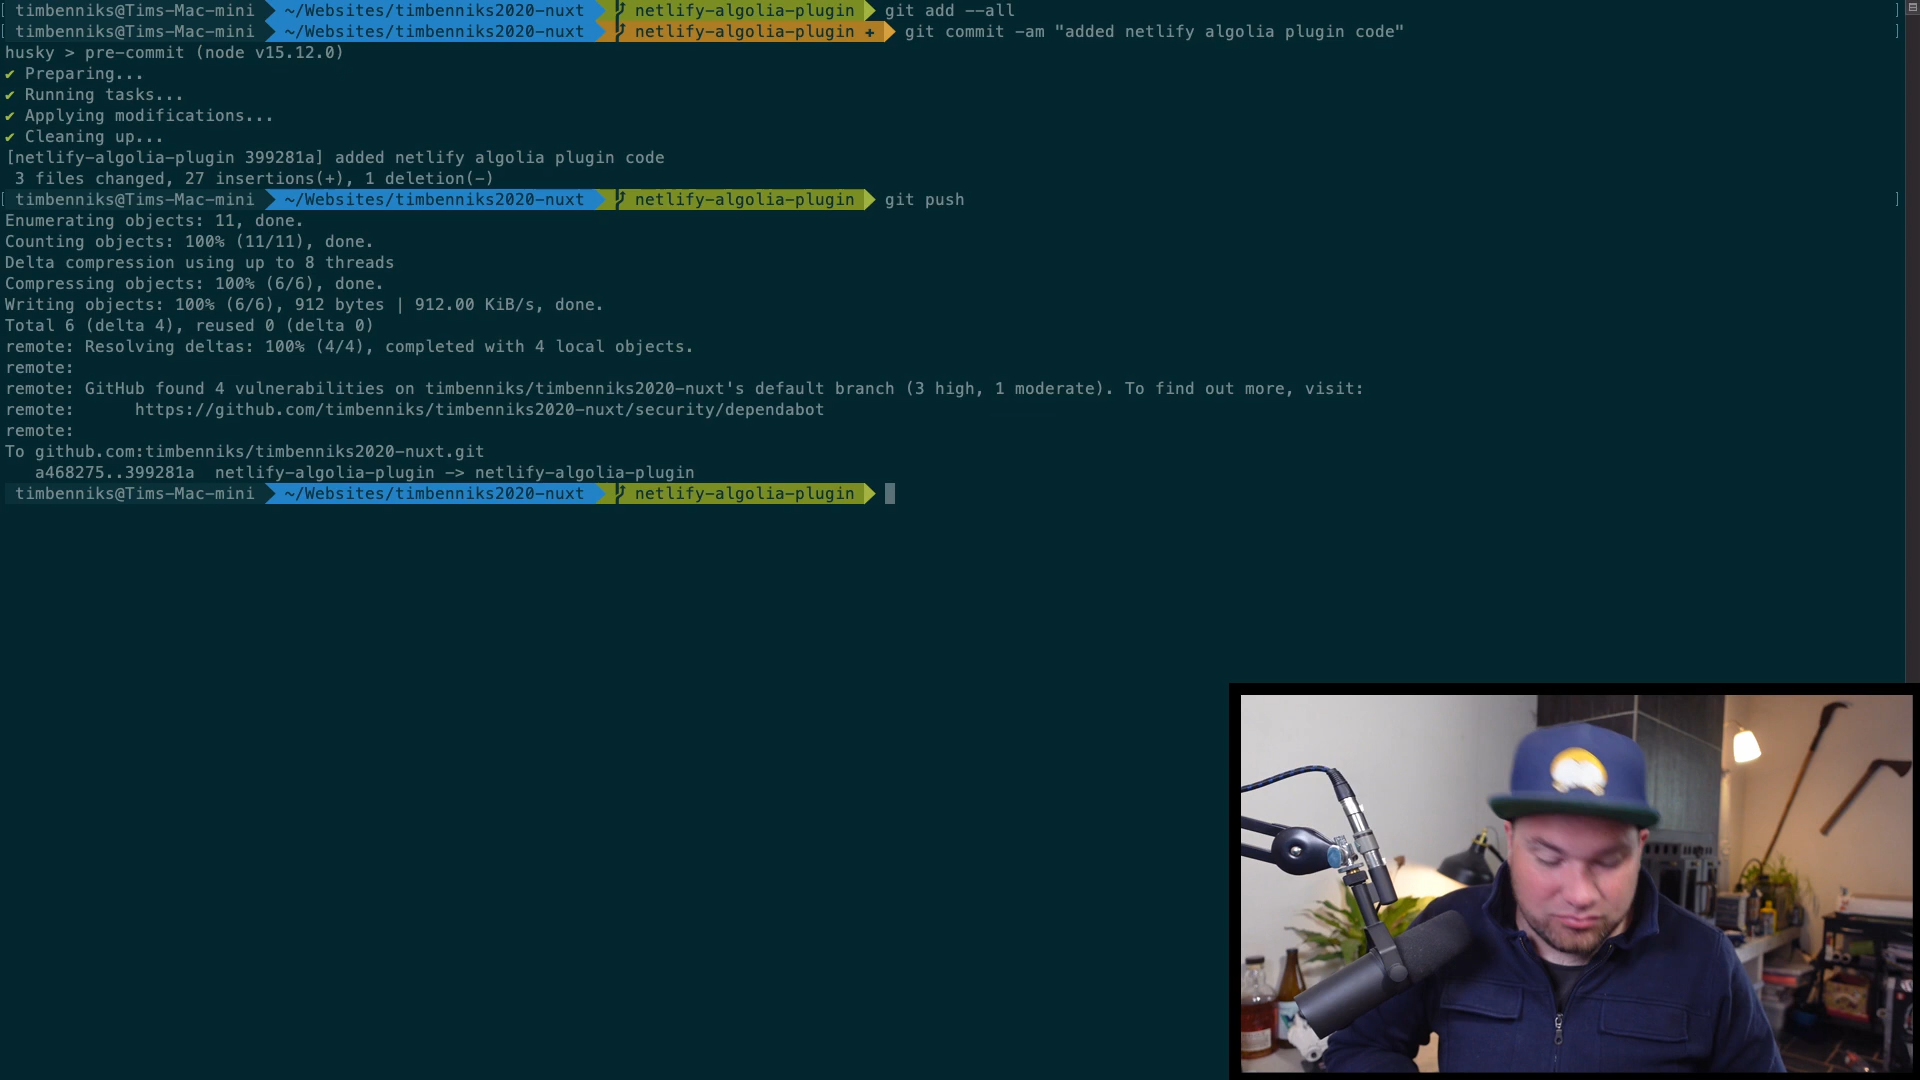 timbenniks@Tims-Mac-mini ~/Websites/timbenniks2020-nuxt netlify-algolia-plugin git add --all
timbenniks@Tims-Mac-mini ~/Websites/timbenniks2020-nuxt netlify-algolia-plugin + git commit -am "added netlify algolia plugin code"
husky > pre-commit (node v15.12.0)
✔ Preparing...
✔ Running tasks...
✔ Applying modifications...
✔ Cleaning up...
[netlify-algolia-plugin 399281a] added netlify algolia plugin code
3 files changed, 27 insertions(+), 1 deletion(-)
timbenniks@Tims-Mac-mini ~/Websites/timbenniks2020-nuxt netlify-algolia-plugin git push
Enumerating objects: 11, done.
Counting objects: 100% (11/11), done.
Delta compression using up to 8 threads
Compressing objects: 100% (6/6), done.
Writing objects: 100% (6/6), 912 bytes | 912.00 KiB/s, done.
Total 6 (delta 4), reused 0 (delta 0)
remote: Resolving deltas: 100% (4/4), completed with 4 local objects.
remote:
remote: GitHub found 4 vulnerabilities on timbenniks/timbenniks2020-nuxt's default branch (3 high, 1 moderate). To find out more, visit:
remote: https://github.com/timbenniks/timbenniks2020-nuxt/security/dependabot
remote:
To github.com:timbenniks/timbenniks2020-nuxt.git
a468275..399281a netlify-algolia-plugin -> netlify-algolia-plugin
timbenniks@Tims-Mac-mini ~/Websites/timbenniks2020-nuxt netlify-algolia-plugin